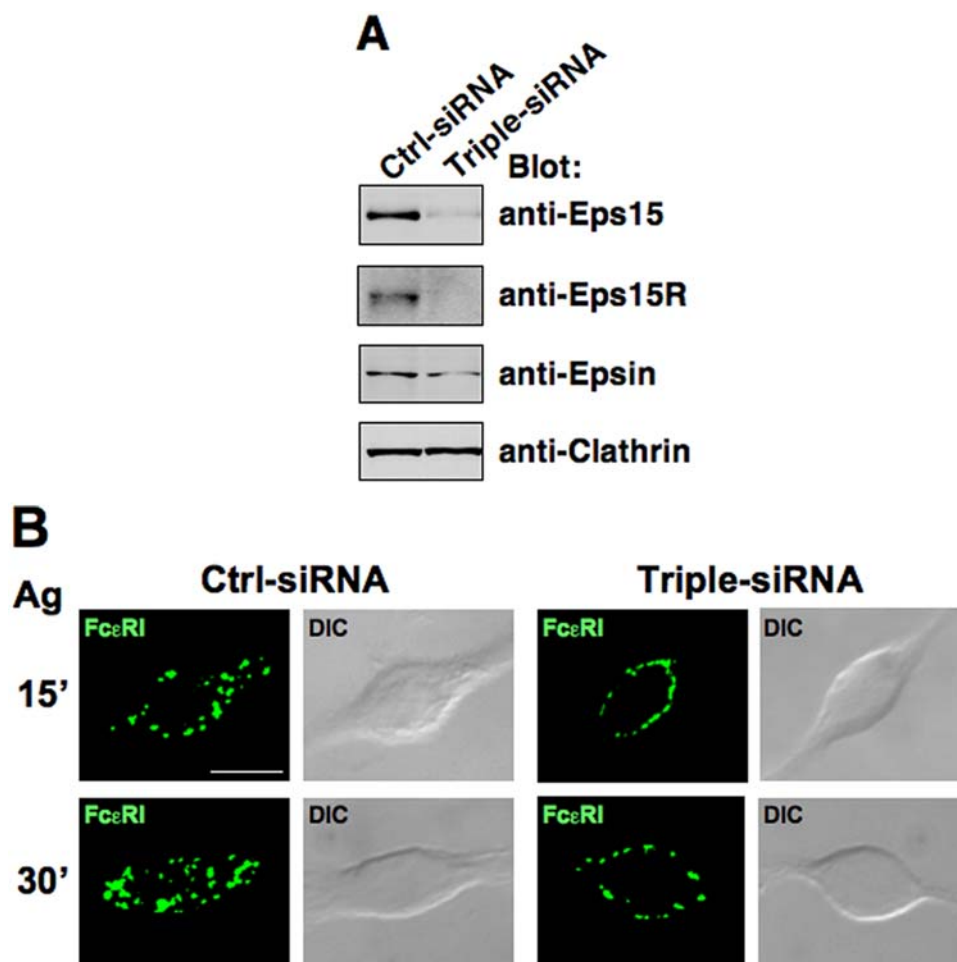 A
Ctrl-siRNA
Triple-siRNA
Blot:
anti-Eps15
anti-Eps15R
anti-Epsin
anti-Clathrin
B
Ctrl-siRNA Triple-siRNA
Ag
15’
FcεRI DIC FcεRI DIC
30’
FcεRI DIC FcεRI DIC